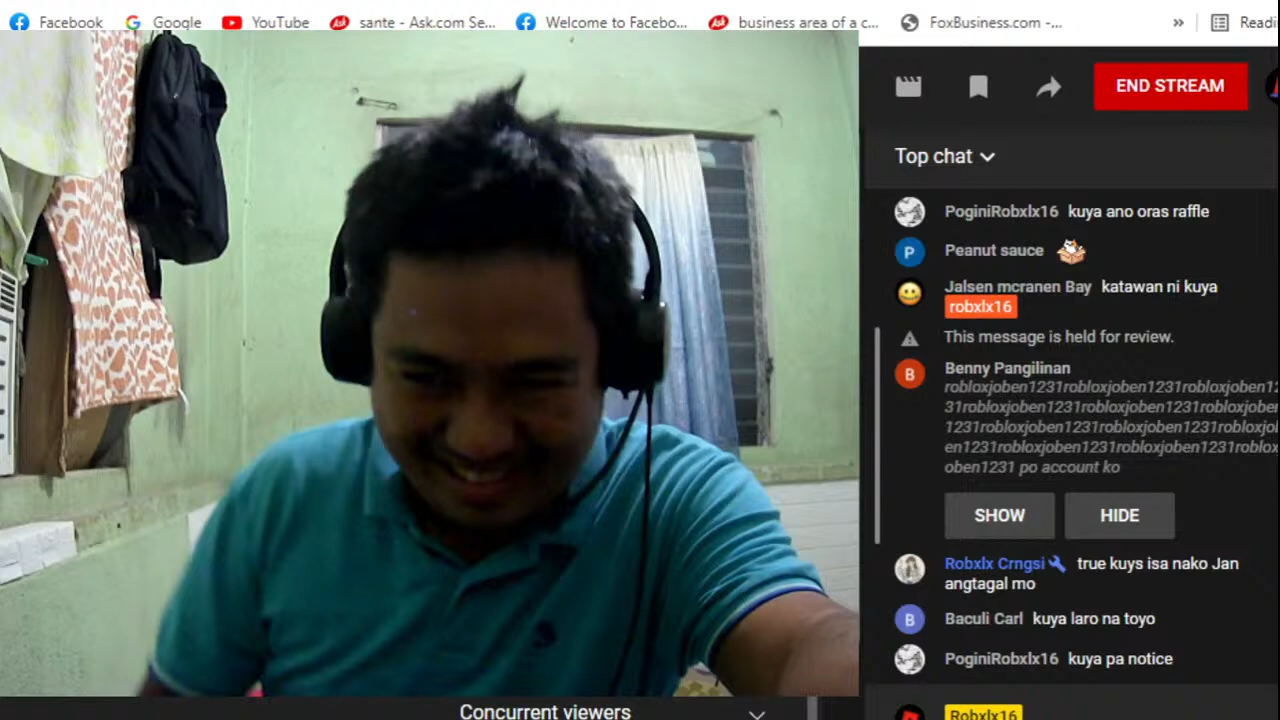 Facebook Google YouTube sante - Ask.com Se... Welcome to Facebo... business area of a c... FoxBusiness.com -... » Readi
END STREAM
Top chat
PoginiRobxlx16 kuya ano oras raffle
P Peanut sauce
Jalsen mcranen Bay katawan ni kuya
robxlx16
This message is held for review.
B Benny Pangilinan
robloxjoben1231robloxjoben1231robloxjoben12
31robloxjoben1231robloxjoben1231robloxjoben
1231robloxjoben1231robloxjoben1231robloxjob
en1231robloxjoben1231robloxjoben1231robloxj
oben1231 po account ko
SHOW HIDE
Robxlx Crngsi true kuys isa nako Jan
angtagal mo
B Baculi Carl kuya laro na toyo
PoginiRobxlx16 kuya pa notice
Robxlx16
Concurrent viewers